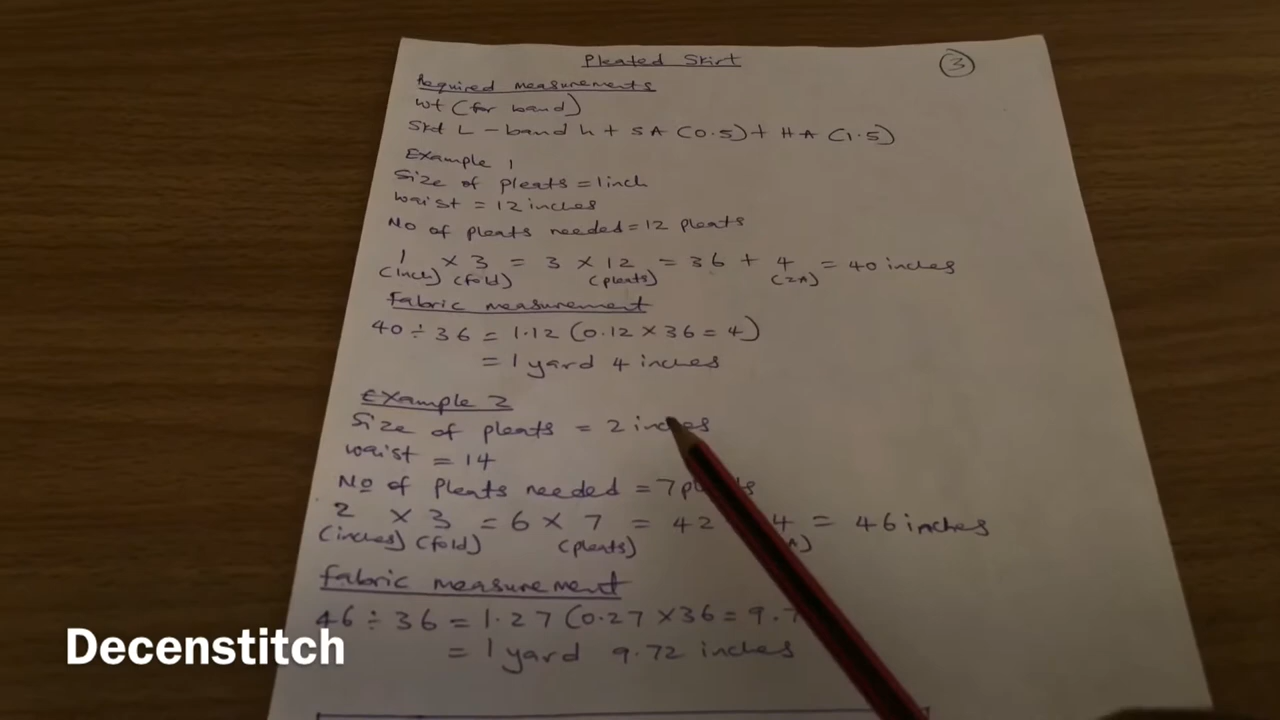 Pleated Skirt
3
Required measurements
wt (for band)
Skt L - band h + SA (0.5) + HA (1.5)
Example 1
Size of pleats = 1inch
waist = 12 inches
No of pleats needed = 12 pleats
1 × 3 = 3 × 12 = 36 + 4 = 40 inches
(inch) (fold) (pleats) (2A)
Fabric measurement
40 ÷ 36 = 1.12 (0.12 × 36 = 4)
= 1 yard 4 inches
Example 2
Size of pleats = 2 inches
waist = 14
No of pleats needed = 7
2 × 3 = 6 × 7 = 42 4 = 46 inches
(inches) (fold) (pleats)
fabric measurement
46 ÷ 36 = 1.27 (0.27 × 36 = 9.7
= 1 yard 9.72 inches
Decenstitch